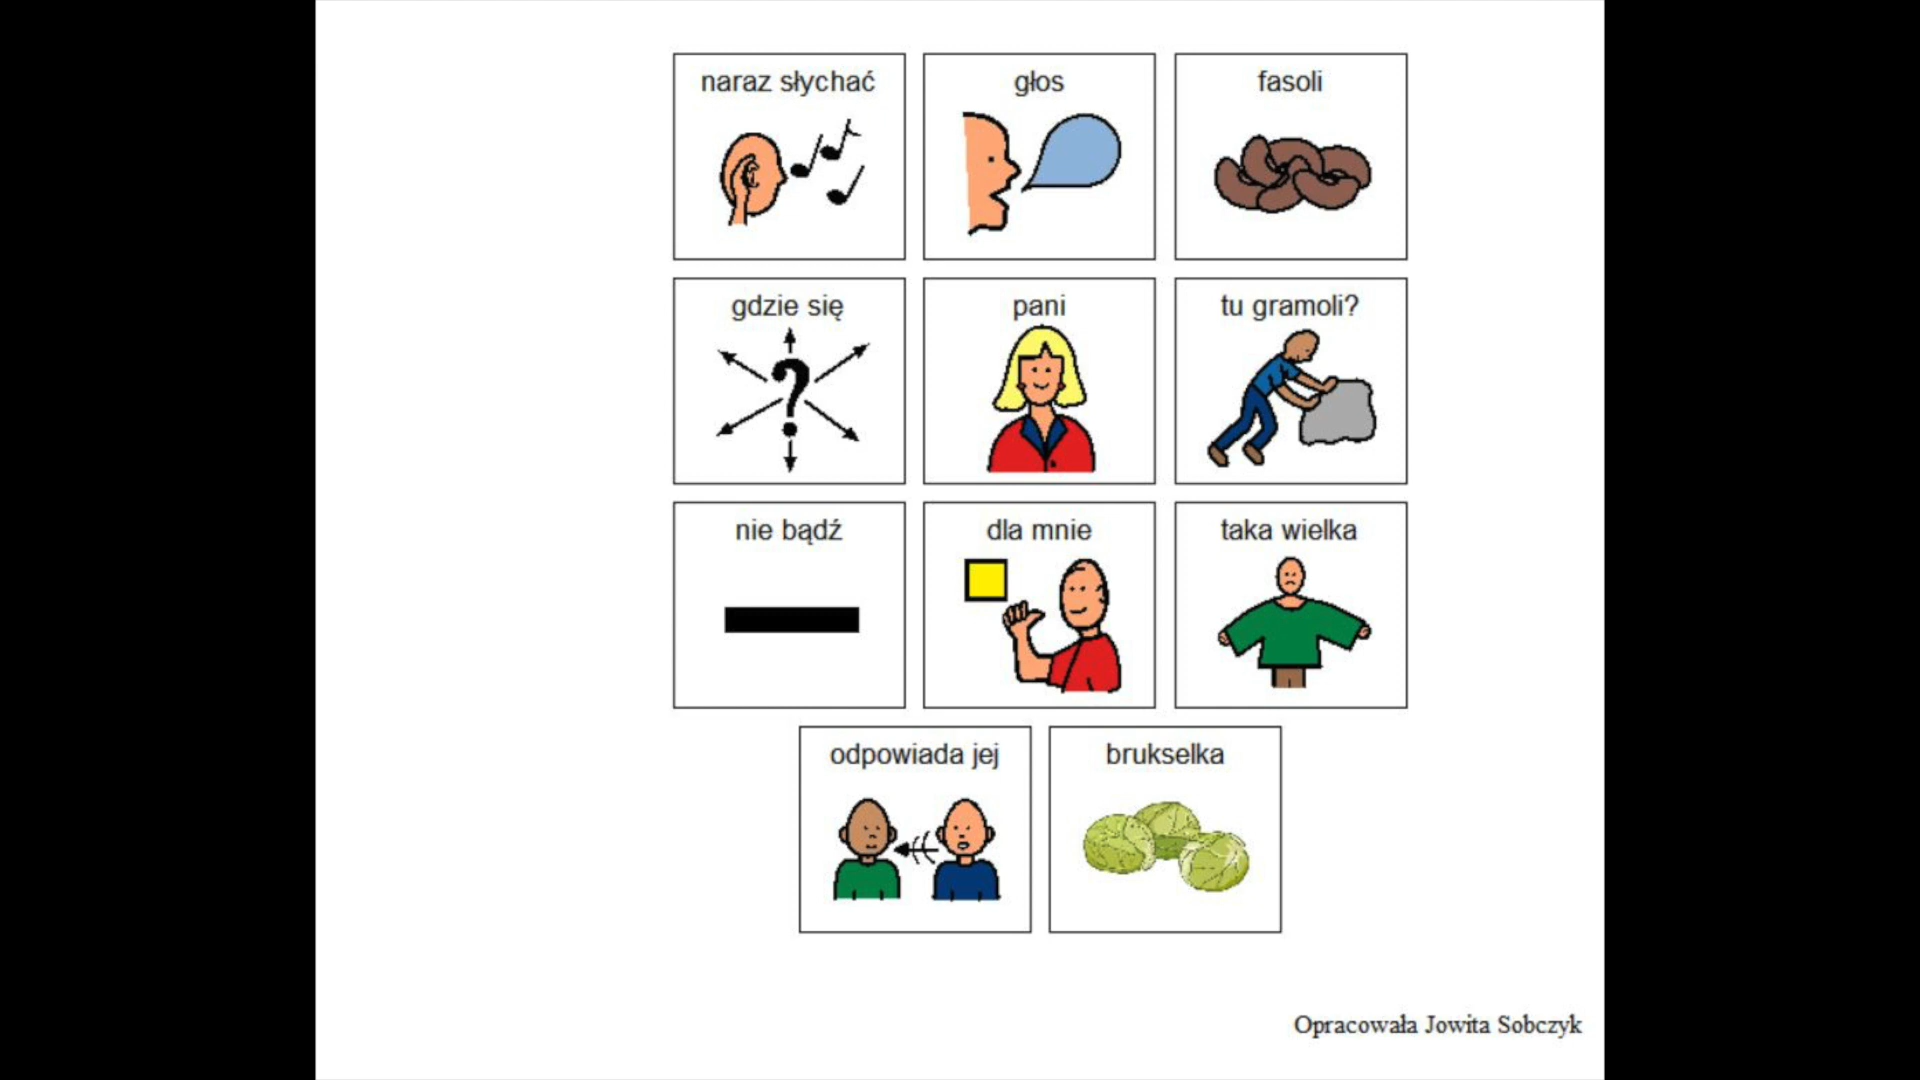 naraz słychać
głos
fasoli
gdzie się
pani
tu gramoli?
nie bądź
dla mnie
taka wielka
odpowiada jej
brukselka
Opracowała Jowita Sobczyk